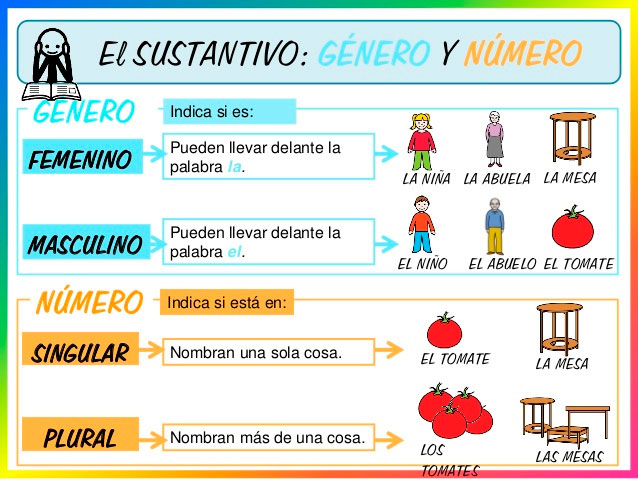 El SUSTANTIVO: GÉNERO Y NÚMERO
GÉNERO
Indica si es:
FEMENINO
Pueden llevar delante la
palabra la.
LA NIÑA LA ABUELA LA MESA
MASCULINO
Pueden llevar delante la
palabra el.
EL NIÑO EL ABUELO EL TOMATE
NÚMERO
Indica si está en:
SINGULAR
Nombran una sola cosa.
EL TOMATE LA MESA
PLURAL
Nombran más de una cosa.
LOS
TOMATES
LAS MESAS